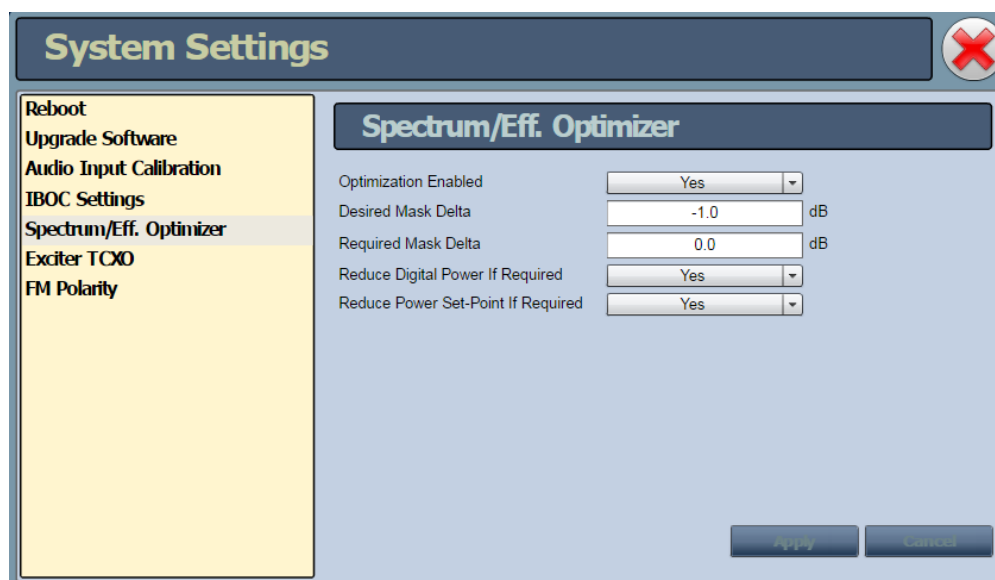 System Settings
Reboot
Upgrade Software
Audio Input Calibration
IBOC Settings
Spectrum/Eff. Optimizer
Exciter TCXO
FM Polarity
Spectrum/Eff. Optimizer
Optimization Enabled Yes
Desired Mask Delta -1.0 dB
Required Mask Delta 0.0 dB
Reduce Digital Power If Required Yes
Reduce Power Set-Point If Required Yes
Apply Cancel